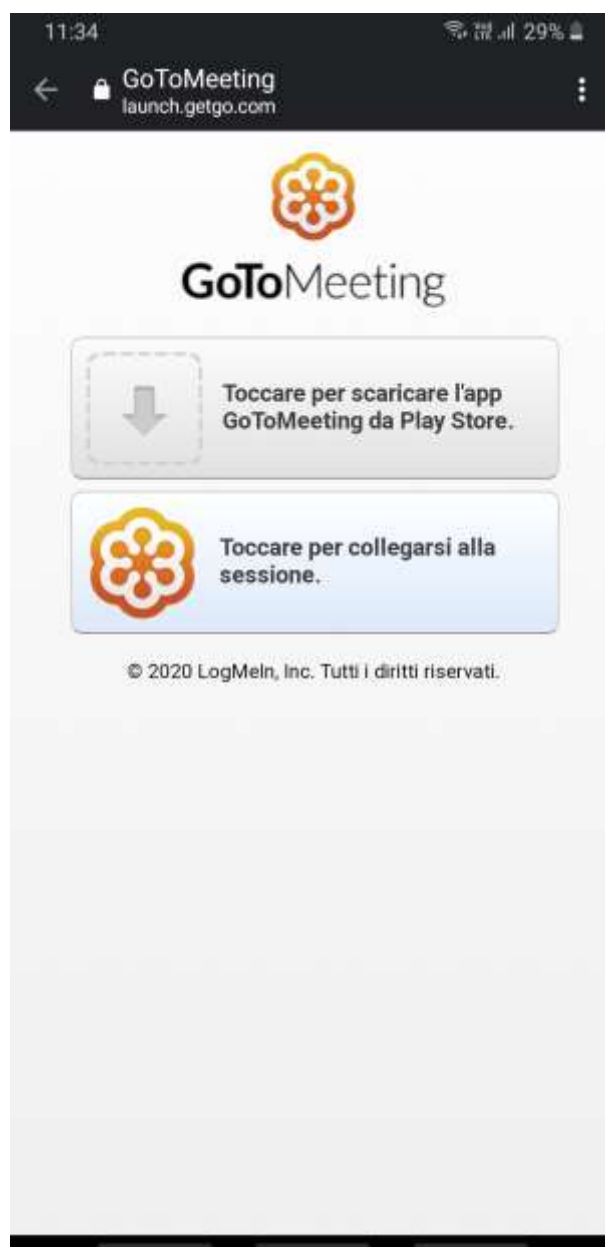 11:34
29%
GoToMeeting
launch.getgo.com
GoToMeeting
Toccare per scaricare l'app
GoToMeeting da Play Store.
Toccare per collegarsi alla
sessione.
© 2020 LogMeIn, Inc. Tutti i diritti riservati.